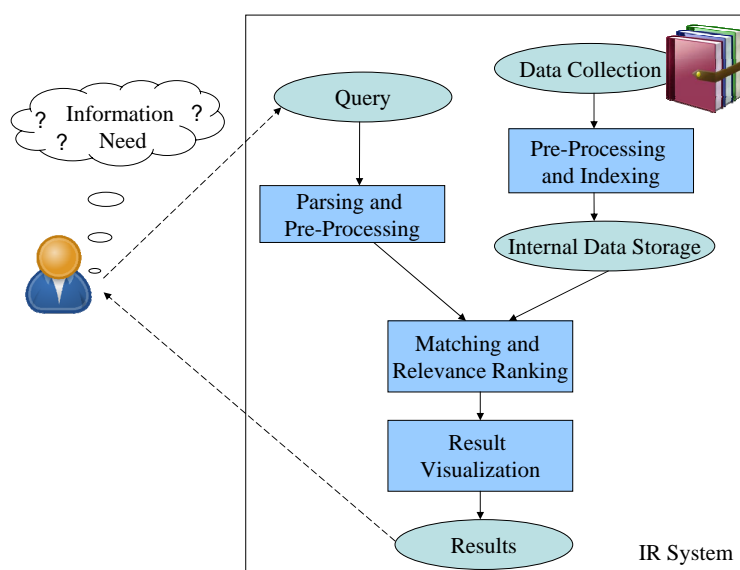 Data Collection
Query
? Information ?
? Need
Pre-Processing
and Indexing
Parsing and
Pre-Processing
Internal Data Storage
Matching and
Relevance Ranking
Result
Visualization
Results
IR System